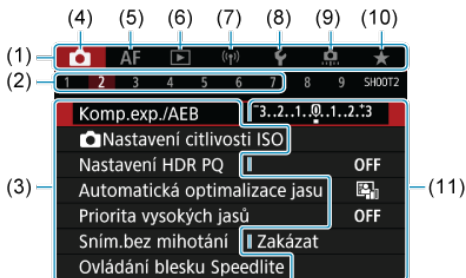 (4) (5) (6) (7) (8) (9) (10)
(1) AF
(2) 1 2 3 4 5 6 7 8 9 SHOOT2
Komp.exp./AEB -3..2..1..0..1..2..+3
Nastavení citlivosti ISO
Nastavení HDR PQ OFF
(3) Automatická optimalizace jasu (11)
Priorita vysokých jasů OFF
Sním.bez mihotání Zakázat
Ovládání blesku Speedlite